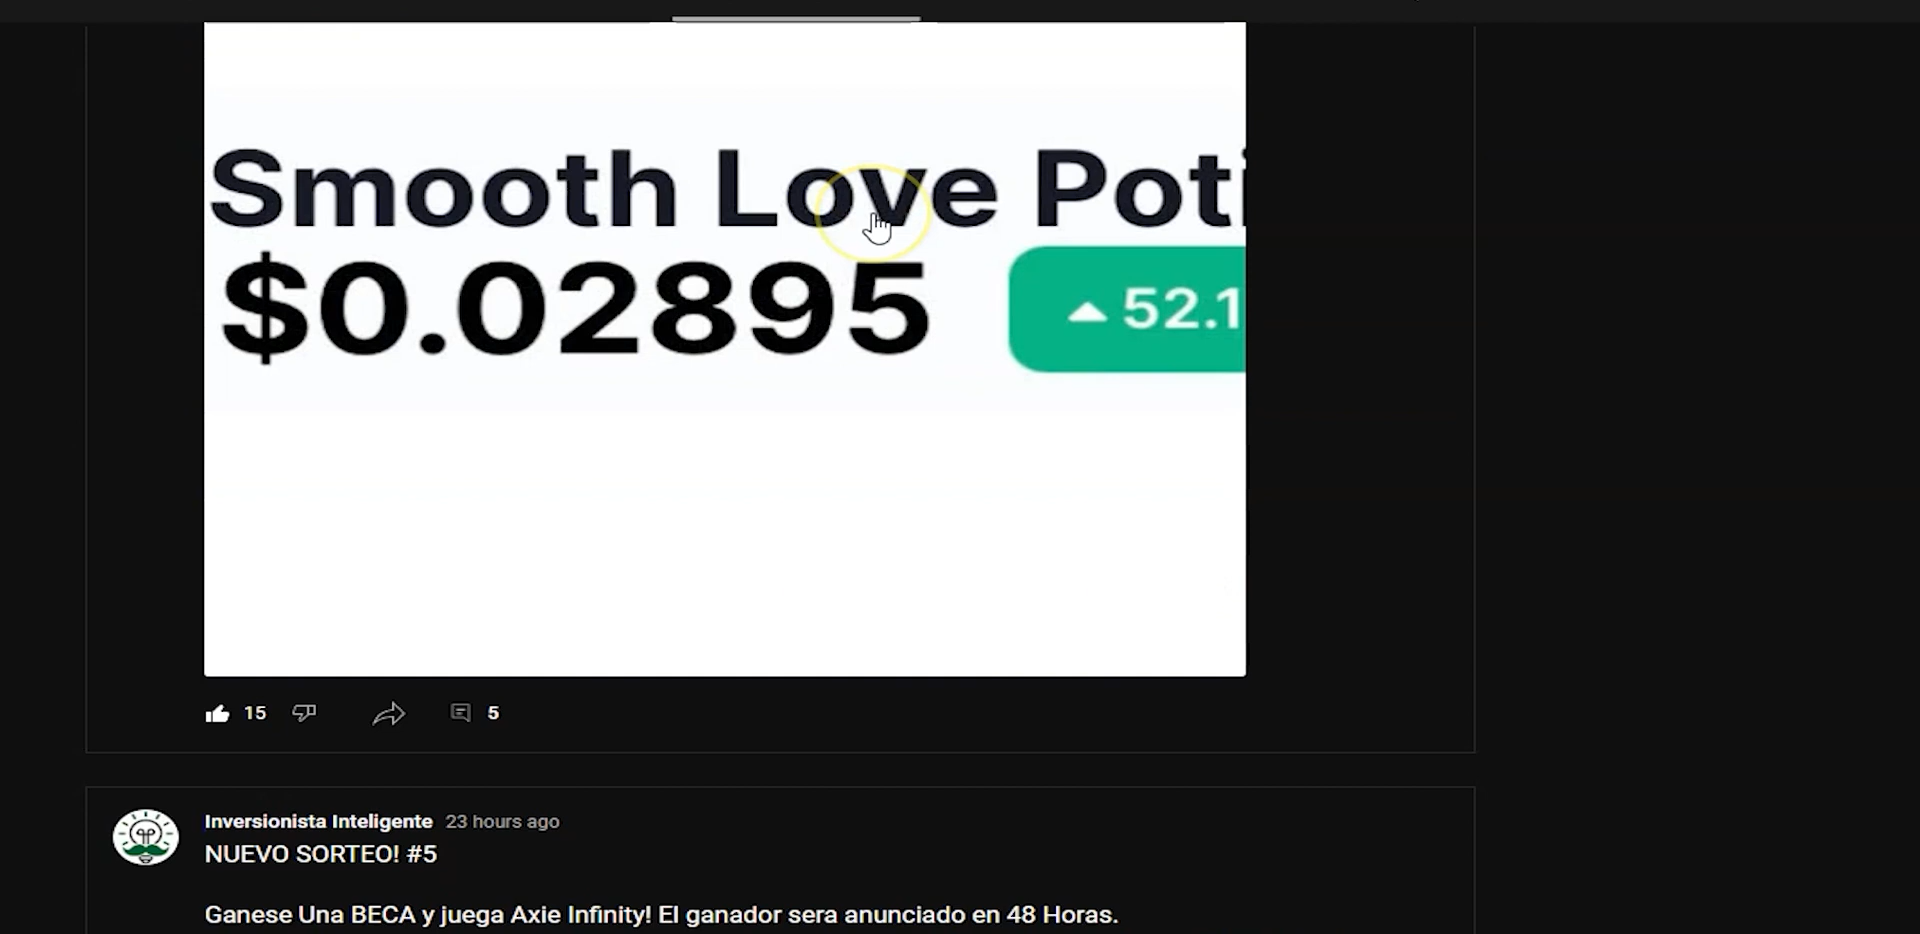 Smooth Love Poti
$0.02895 ▲52.1
15 5
Inversionista Inteligente 23 hours ago
NUEVO SORTEO! #5
Ganese Una BECA y juega Axie Infinity! El ganador sera anunciado en 48 Horas.